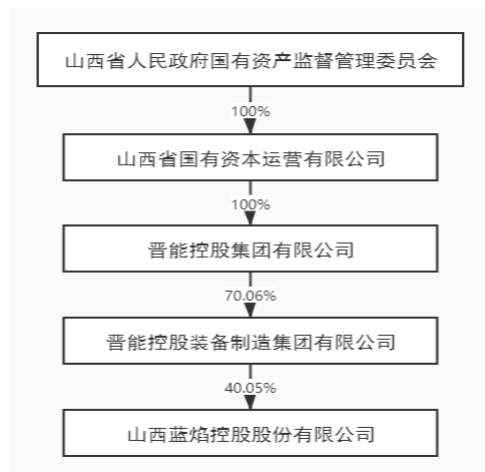 山西省人民政府国有资产监督管理委员会
100%
山西省国有资本运营有限公司
100%
晋能控股集团有限公司
70.06%
晋能控股装备制造集团有限公司
40.05%
山西蓝焰控股股份有限公司